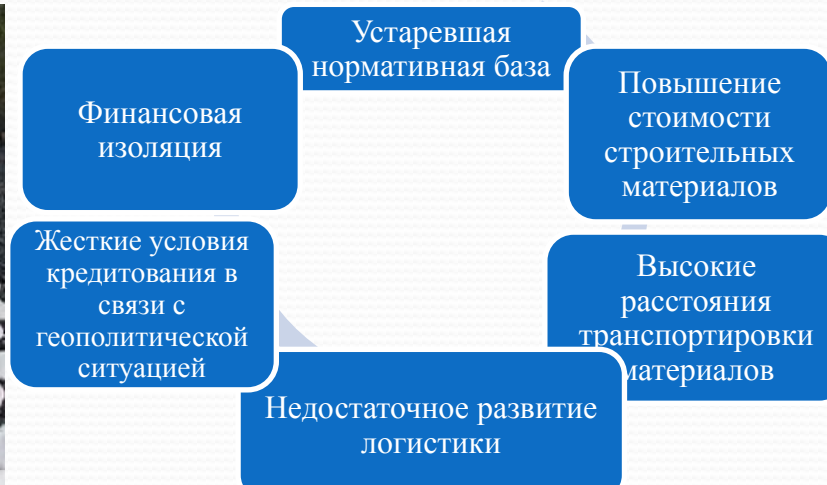 Устаревшая
нормативная база
Повышение
стоимости
строительных
материалов
Высокие
расстояния
транспортировки
материалов
Недостаточное развитие
логистики
Жесткие условия
кредитования в
связи с
геополитической
ситуацией
Финансовая
изоляция